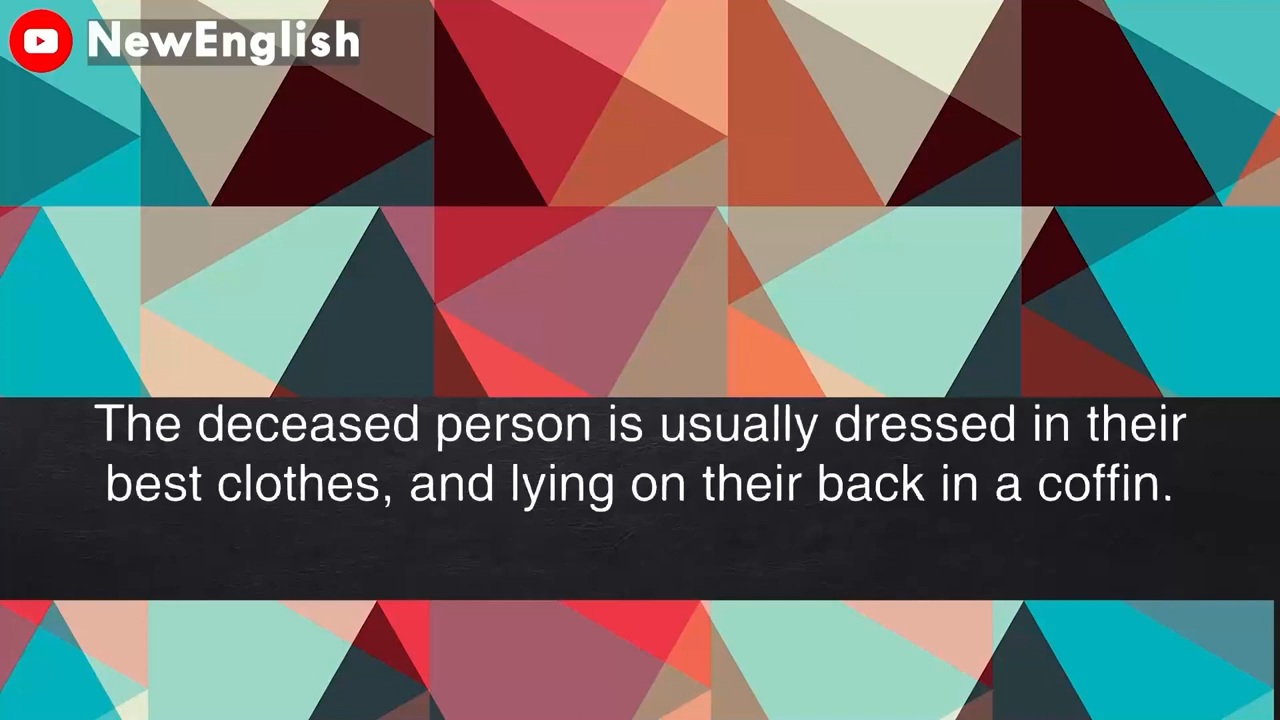 NewEnglish
The deceased person is usually dressed in their
best clothes, and lying on their back in a coffin.